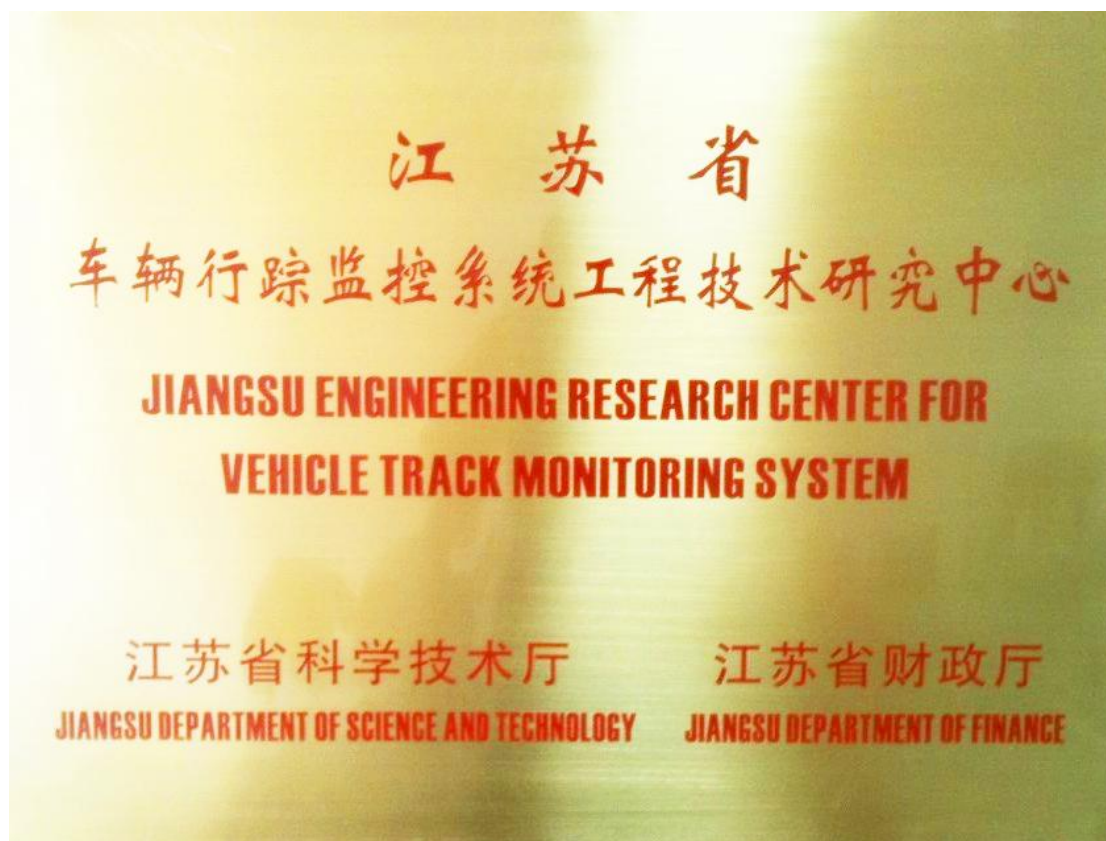 江苏省
车辆行踪监控系统工程技术研究中心
JIANGSU ENGINEERING RESEARCH CENTER FOR
VEHICLE TRACK MONITORING SYSTEM
江苏省科学技术厅 江苏省财政厅
JIANGSU DEPARTMENT OF SCIENCE AND TECHNOLOGY JIANGSU DEPARTMENT OF FINANCE